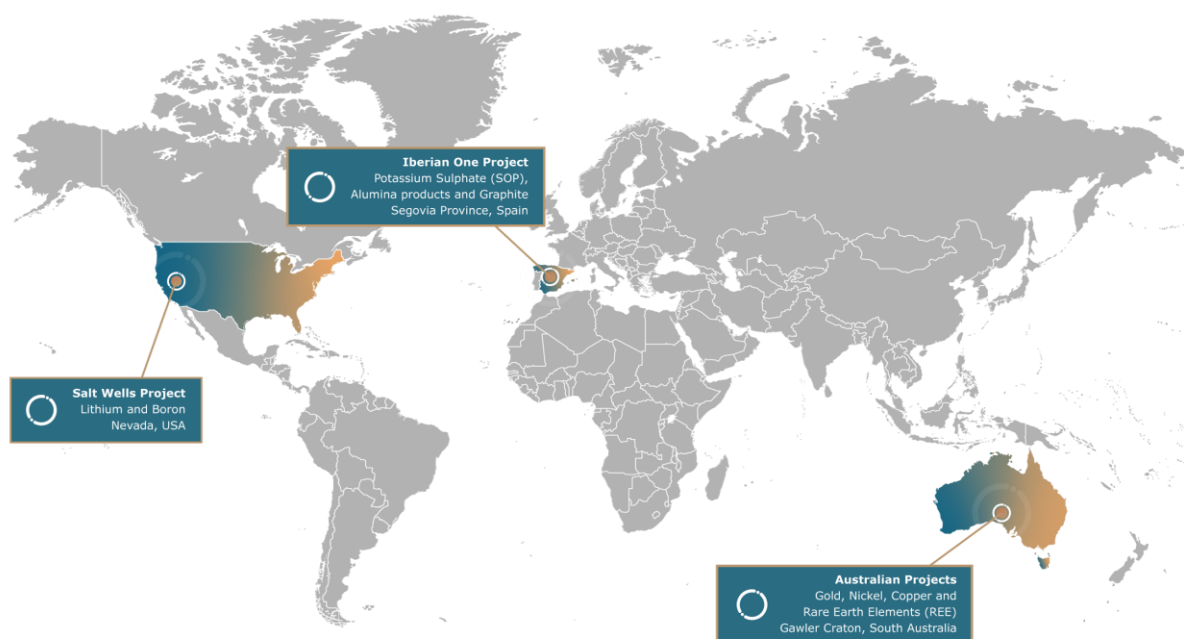 Iberian One Project
Potassium Sulphate (SOP),
Alumina products and Graphite
Segovia Province, Spain
Salt Wells Project
Lithium and Boron
Nevada, USA
Australian Projects
Gold, Nickel, Copper and
Rare Earth Elements (REE)
Gawler Craton, South Australia